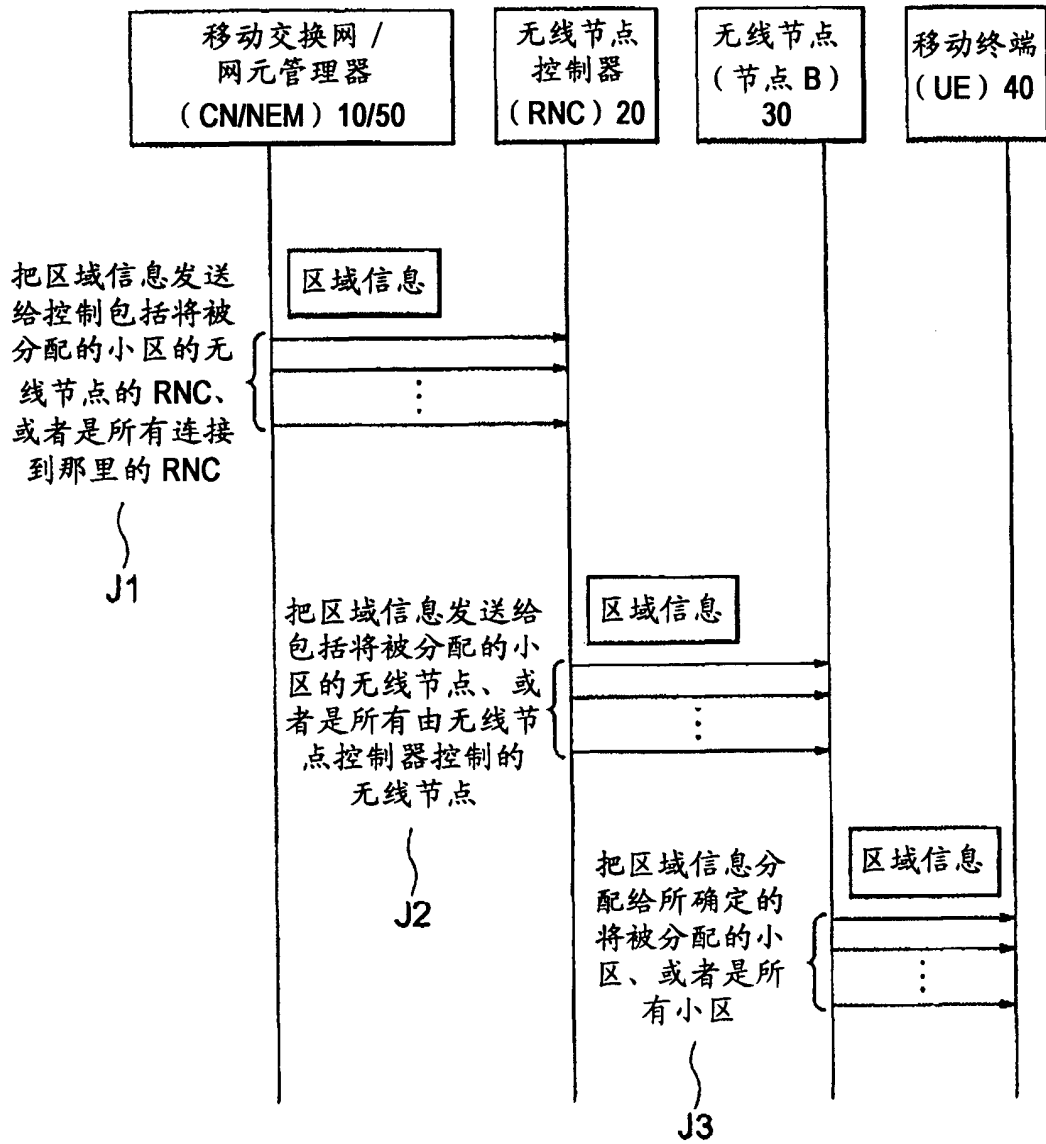 移动交换网 /
网元管理器
（CN/NEM）10/50
无线节点
控制器
（RNC）20
无线节点
（节点 B）
30
移动终端
（UE）40
把区域信息发送
给控制包括将被
分配的小区的无
线节点的 RNC、
或者是所有连接
到那里的 RNC
J1
区域信息
把区域信息发送给
包括将被分配的小
区的无线节点、或
者是所有由无线节
点控制器控制的
无线节点
J2
区域信息
把区域信息分
配给所确定的
将被分配的小
区、或者是所
有小区
J3
区域信息